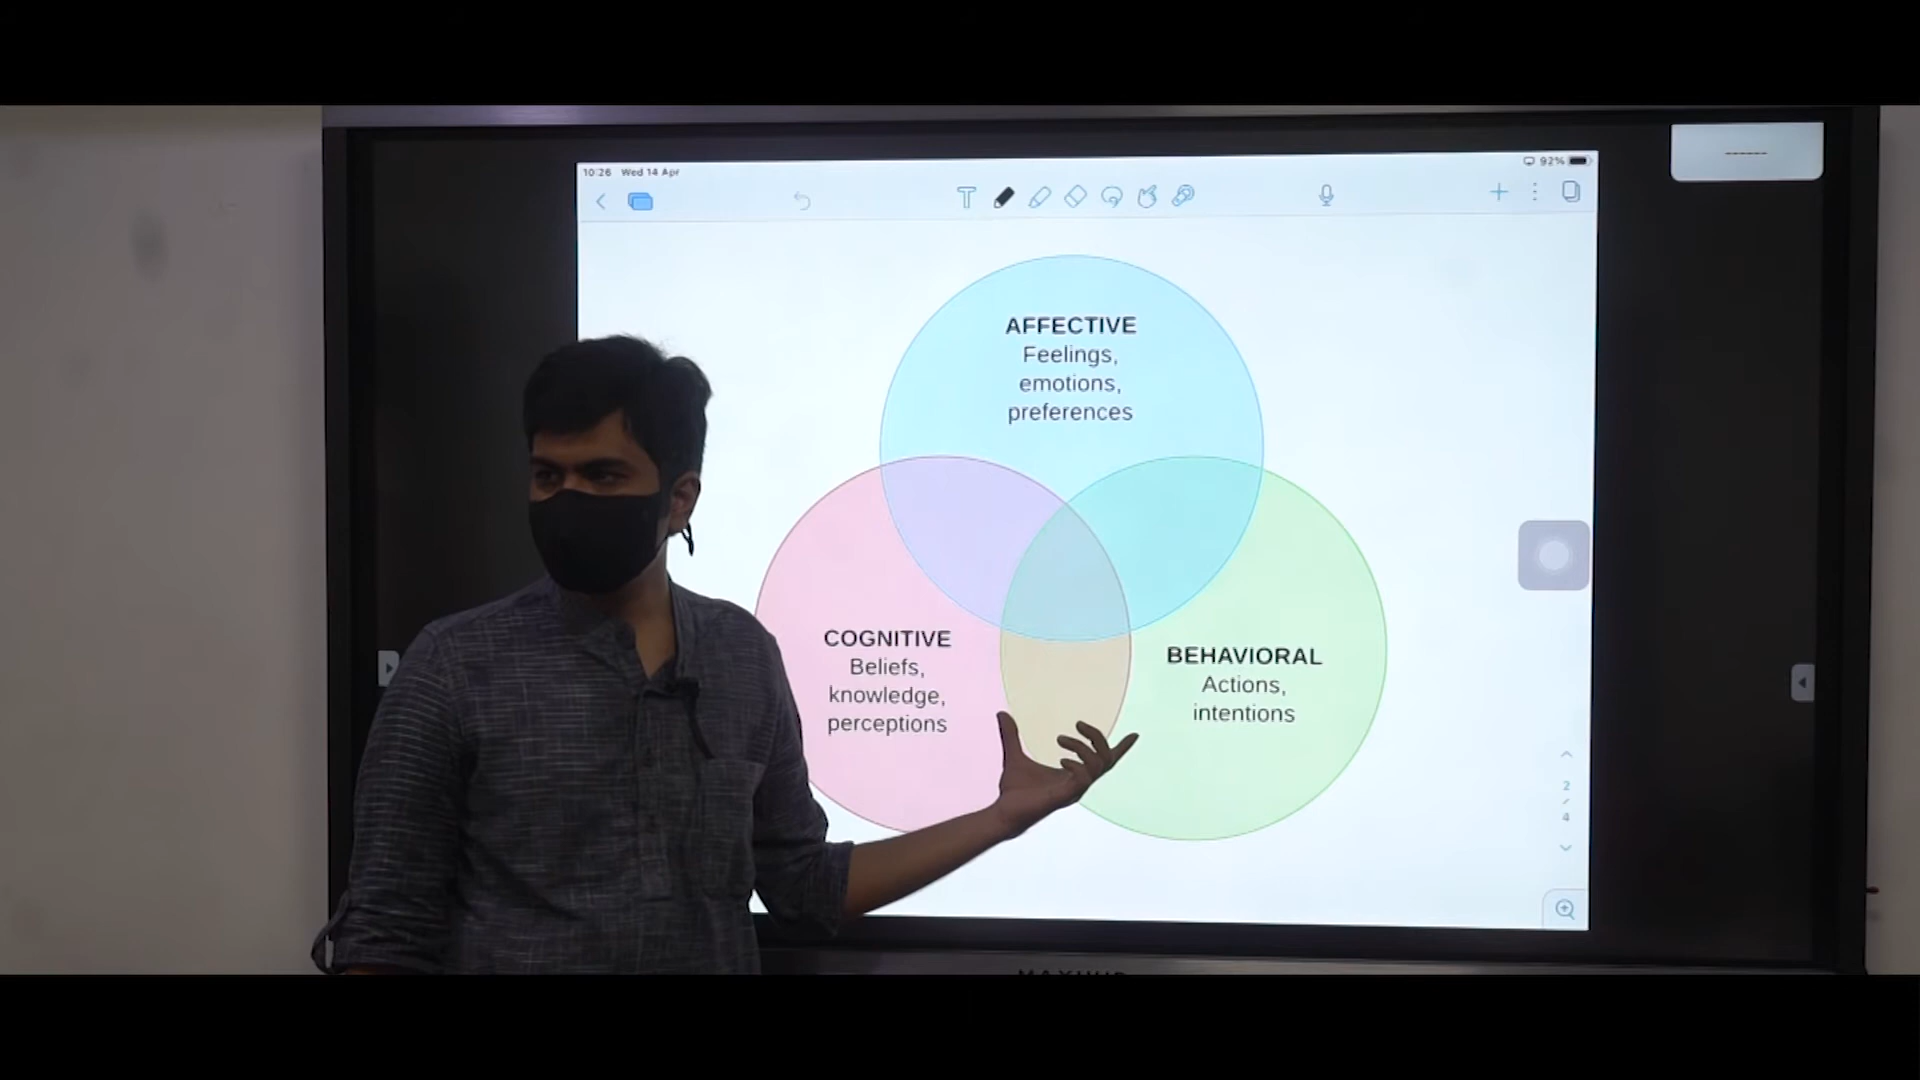 10:26 Wed 14 Apr
92%
T
AFFECTIVE
Feelings,
emotions,
preferences
COGNITIVE
Beliefs,
knowledge,
perceptions
BEHAVIORAL
Actions,
intentions
2
/
4